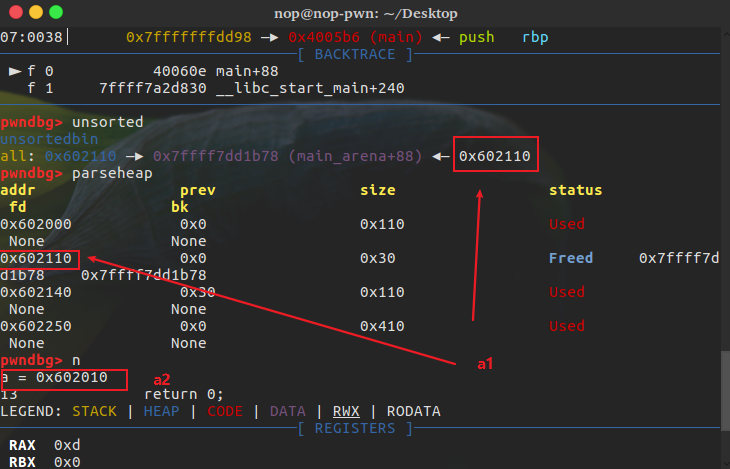 nop@nop-pwn: ~/Desktop
07:0038│ 0x7fffffffdd98 —▸ 0x4005b6 (main) ◂— push rbp
[ BACKTRACE ]
► f 0 40060e main+88
f 1 7ffff7a2d830 __libc_start_main+240
pwndbg> unsorted
unsortedbin
all: 0x602110 —▸ 0x7ffff7dd1b78 (main_arena+88) ◂— 0x602110
pwndbg> parseheap
addr prev size status
fd bk
0x602000 0x0 0x110 Used
None None
0x602110 0x0 0x30 Freed 0x7ffff7d
d1b78 0x7ffff7dd1b78
0x602140 0x30 0x110 Used
None None
0x602250 0x0 0x410 Used
None None
a1
pwndbg> n
a = 0x602010 a2
13 return 0;
LEGEND: STACK | HEAP | CODE | DATA | RWX | RODATA
[ REGISTERS ]
RAX 0xd
RBX 0x0